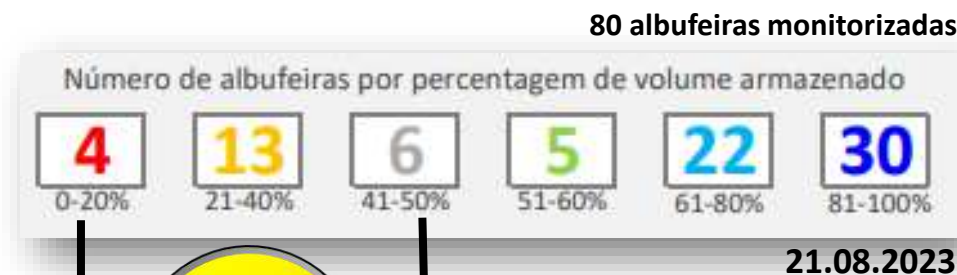 80 albufeiras monitorizadas
Número de albufeiras por percentagem de volume armazenado
4 13 6 5 22 30
0-20% 21-40% 41-50% 51-60% 61-80% 81-100%
21.08.2023